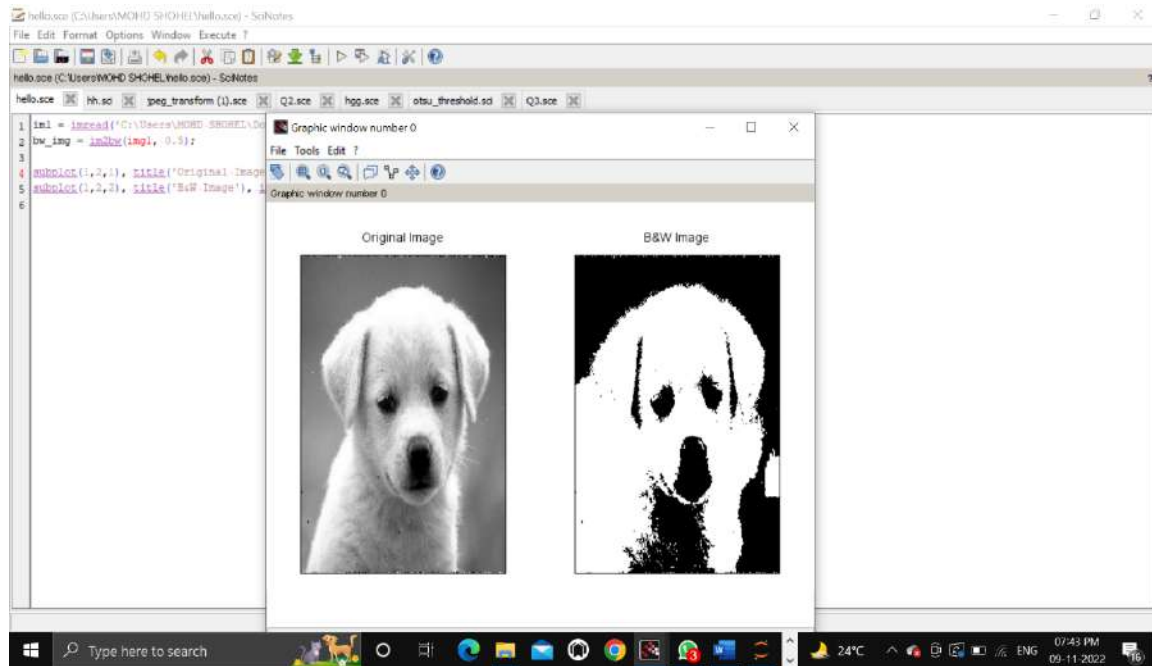 hello.sce (C:\Users\MOHD SHOHEL\hello.sce) - SciNotes
File Edit Format Options Window Execute ?
hello.sce (C:\Users\MOHD SHOHEL\hello.sce) - SciNotes
hello.sce hh.sci jpeg_transform (1).sce Q2.sce hgg.sce otsu_threshold.sci Q3.sce
1 im1 = imread('C:\Users\MOHD SHOHEL\De
2 bw_img = im2bw(img1, 0.5);
3
4 subplot(1,2,1), title('Original Image
5 subplot(1,2,2), title('B&W Image'), i
6
Graphic window number 0
File Tools Edit ?
Graphic window number 0
Original Image B&W Image
Type here to search
24°C ENG 07:43 PM
09-11-2022
16